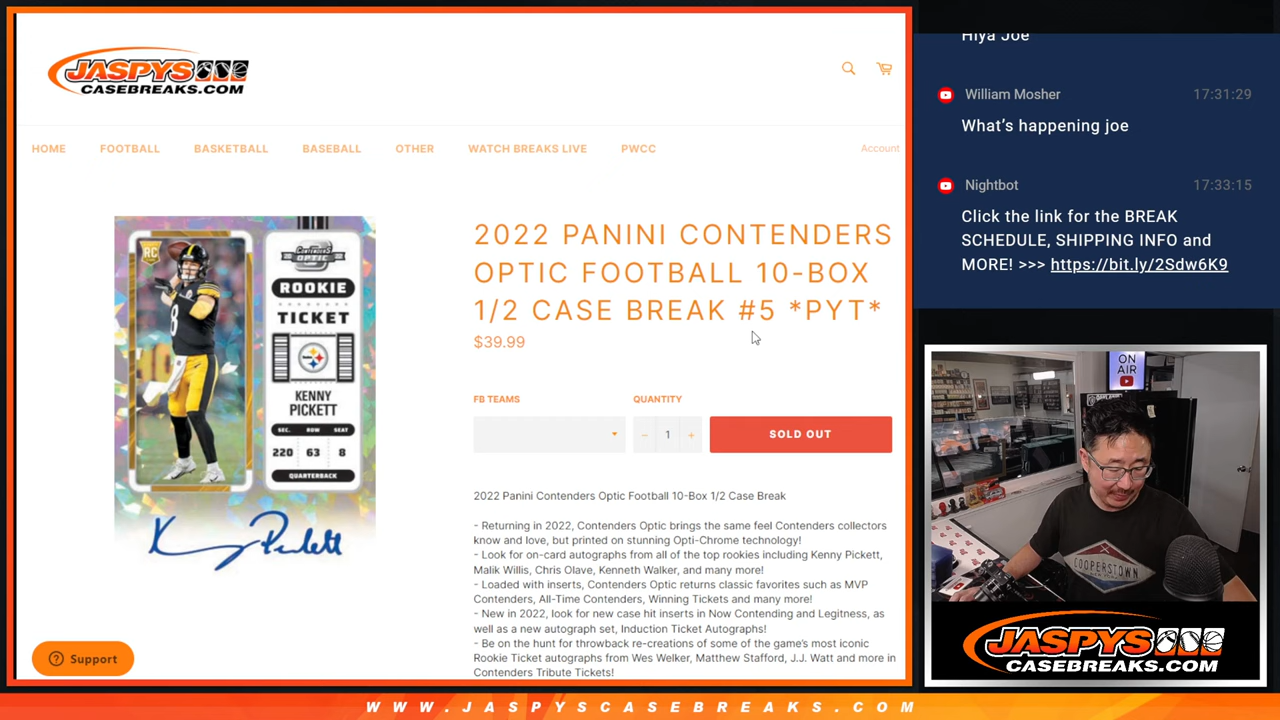 JASPYS
CASEBREAKS.COM
HOME FOOTBALL BASKETBALL BASEBALL OTHER WATCH BREAKS LIVE PWCC Account
RC
CONTENDERS
OPTIC
ROOKIE
TICKET
8
KENNY
PICKETT
SEC. ROW SEAT
220 63 8
QUARTERBACK
2022 PANINI CONTENDERS
OPTIC FOOTBALL 10-BOX
1/2 CASE BREAK #5 *PYT*
$39.99
FB TEAMS QUANTITY
− 1 + SOLD OUT
2022 Panini Contenders Optic Football 10-Box 1/2 Case Break
- Returning in 2022, Contenders Optic brings the same feel Contenders collectors
know and love, but printed on stunning Opti-Chrome technology!
- Look for on-card autographs from all of the top rookies including Kenny Pickett,
Malik Willis, Chris Olave, Kenneth Walker, and many more!
- Loaded with inserts, Contenders Optic returns classic favorites such as MVP
Contenders, All-Time Contenders, Winning Tickets and many more!
- New in 2022, look for new case hit inserts in Now Contending and Legitness, as
well as a new autograph set, Induction Ticket Autographs!
- Be on the hunt for throwback re-creations of some of the game's most iconic
Rookie Ticket autographs from Wes Welker, Matthew Stafford, J.J. Watt and more in
Contenders Tribute Tickets!
Support
Hiya Joe
William Mosher 17:31:29
What's happening joe
Nightbot 17:33:15
Click the link for the BREAK
SCHEDULE, SHIPPING INFO and
MORE! >>> https://bit.ly/2Sdw6K9
ON
AIR
COOPERSTOWN
JASPYS
CASEBREAKS.COM
WWW.JASPYSCASEBREAKS.COM